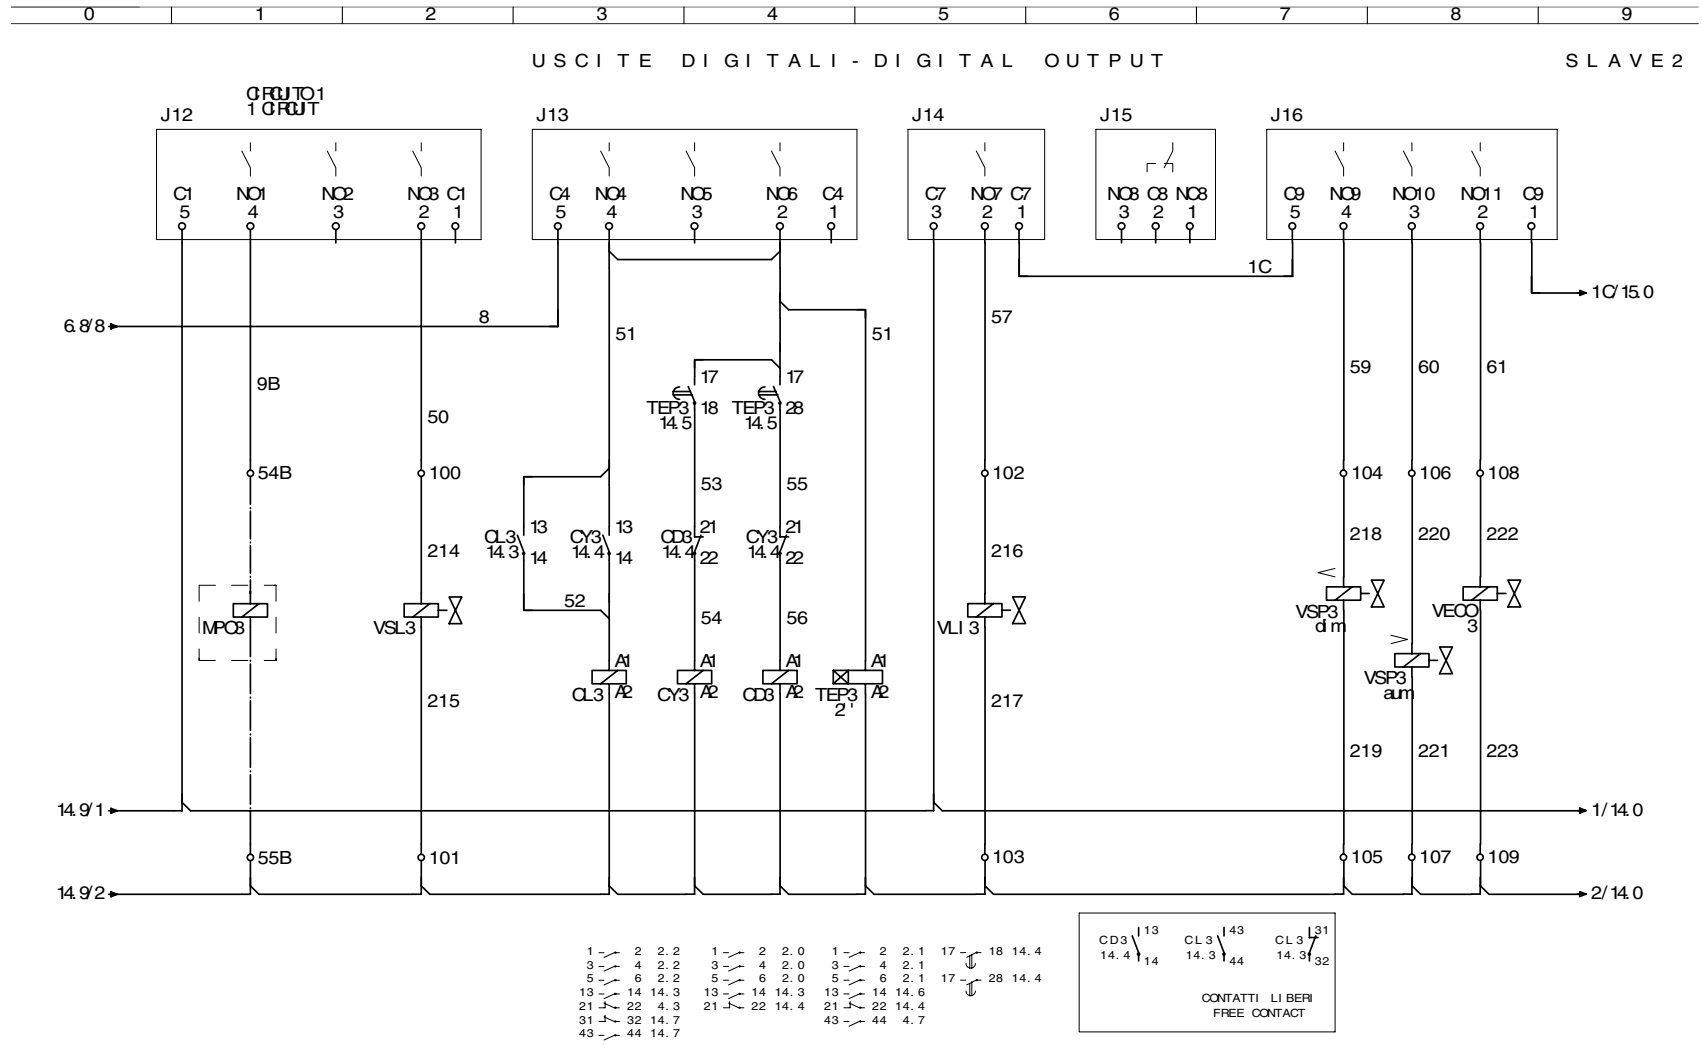 0 1 2 3 4 5 6 7 8 9
USCITE DIGITALI - DIGITAL OUTPUT SLAVE2
CIRCUITO1
1 CIRCUIT
J12 J13 J14 J15 J16
C1 NO1 NO2 NO3 C1 C4 NO4 NO5 NO6 C4 C7 NO7 C7 NO8 C8 NO8 C9 NO9 NO10 NO11 C9
5 4 3 2 1 5 4 3 2 1 3 2 1 3 2 1 5 4 3 2 1
1C
1C/15.0
6.8/8 8 51 51 57
59 60 61
9B 17 17
TEP3 18 TEP3 28
14.5 14.5
50
54B 100 102 104 106 108
53 55
13 13 21 21
CL3 CY3 CD3 CY3
14.3 14 14.4 14 14.4 22 14.4 22
214 216 218 220 222
< 
52
MPO3 VSL3 54 56 VLI3 VSP3 VECO
dim 3
>
A1 A1 A1 A1
CL3 A2 CY3 A2 CD3 A2 TEP3 A2
2''
VSP3
aum
215 217
219 221 223
14.9/1 1/14.0
55B 101 103 105 107 109
14.9/2 2/14.0
1 2 2.2 1 2 2.0 1 2 2.1 17 18 14.4
3 4 2.2 3 4 2.0 3 4 2.1
5 6 2.2 5 6 2.0 5 6 2.1 17 28 14.4
13 14 14.3 13 14 14.3 13 14 14.6
21 22 4.3 21 22 14.4 21 22 14.4
31 32 14.7 43 44 4.7
43 44 14.7
13 43 31
CD3 CL3 CL3
14.4 14.3 14.3
14 44 32
CONTATTI LIBERI
FREE CONTACT